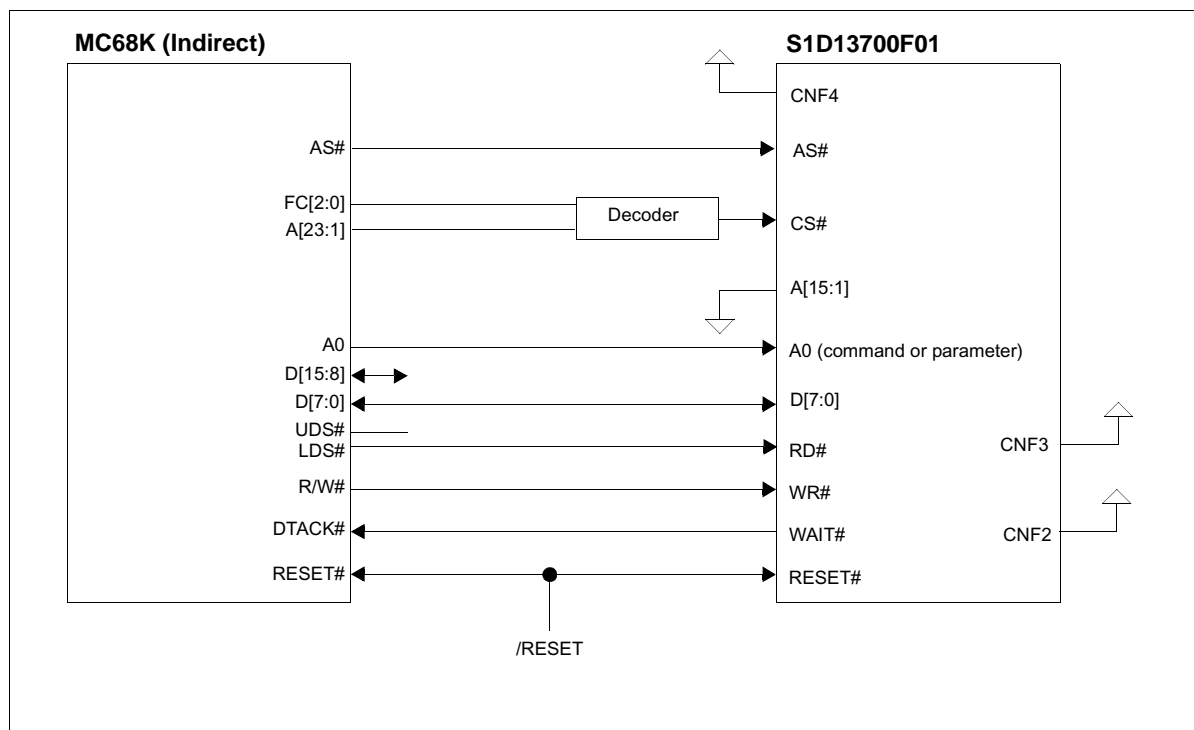 MC68K (Indirect)
S1D13700F01
CNF4
AS#
AS#
FC[2:0]
Decoder
CS#
A[23:1]
A[15:1]
A0
A0 (command or parameter)
D[15:8]
D[7:0]
D[7:0]
UDS#
LDS#
RD#
CNF3
R/W#
WR#
DTACK#
WAIT#
CNF2
RESET#
RESET#
/RESET